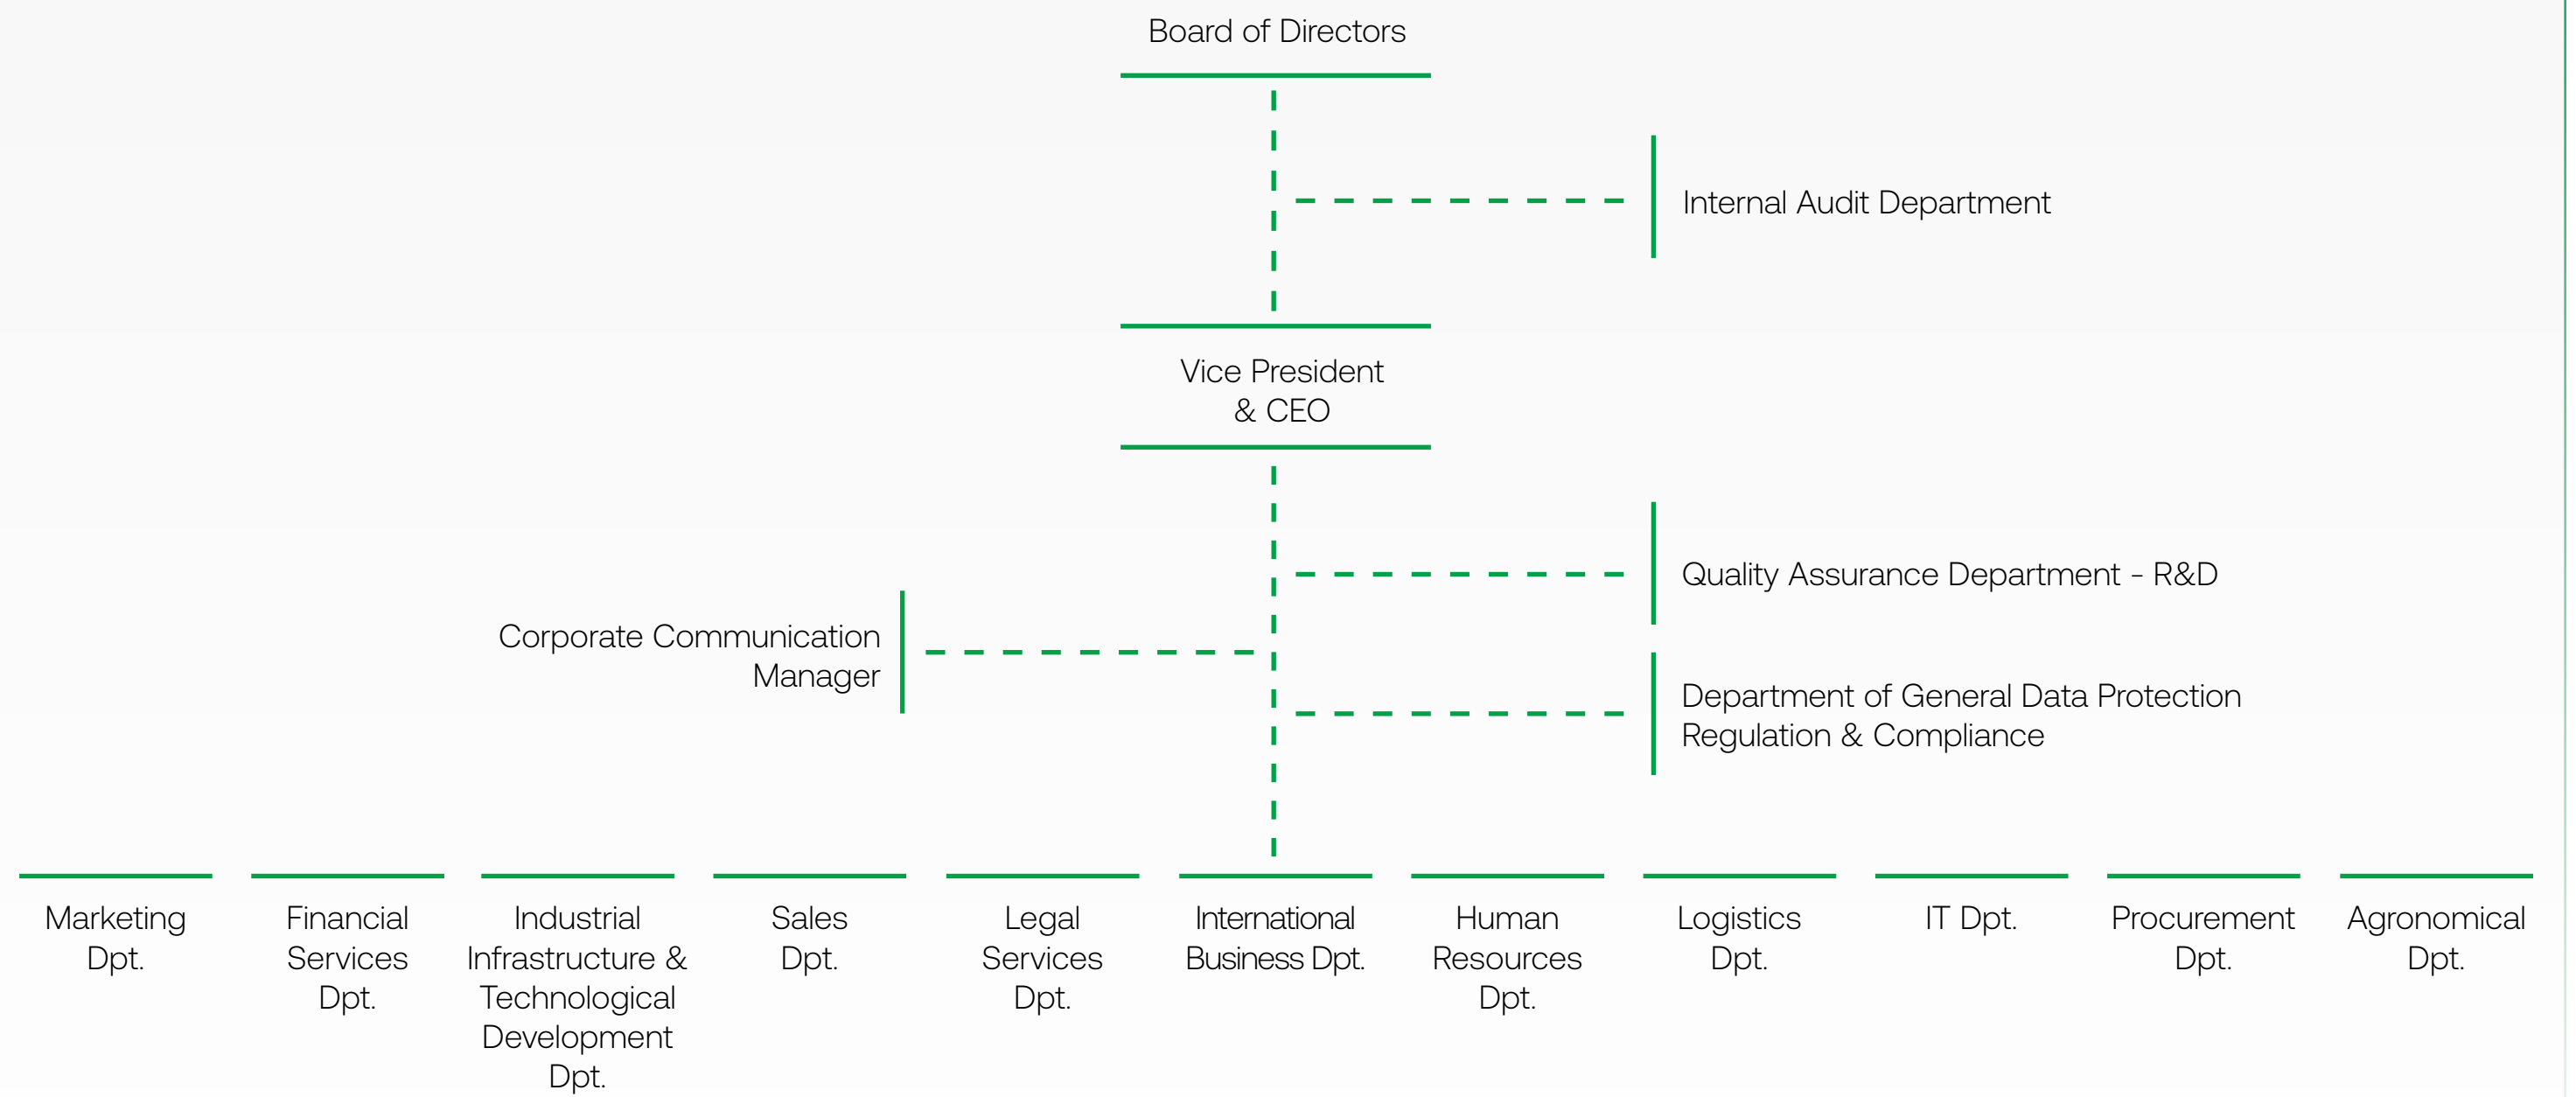 Board of Directors
Internal Audit Department
Vice President
& CEO
Quality Assurance Department - R&D
Corporate Communication
Manager
Department of General Data Protection
Regulation & Compliance
Marketing
Dpt.
Financial
Services
Dpt.
Industrial
Infrastructure &
Technological
Development
Dpt.
Sales
Dpt.
Legal
Services
Dpt.
International
Business Dpt.
Human
Resources
Dpt.
Logistics
Dpt.
IT Dpt.
Procurement
Dpt.
Agronomical
Dpt.